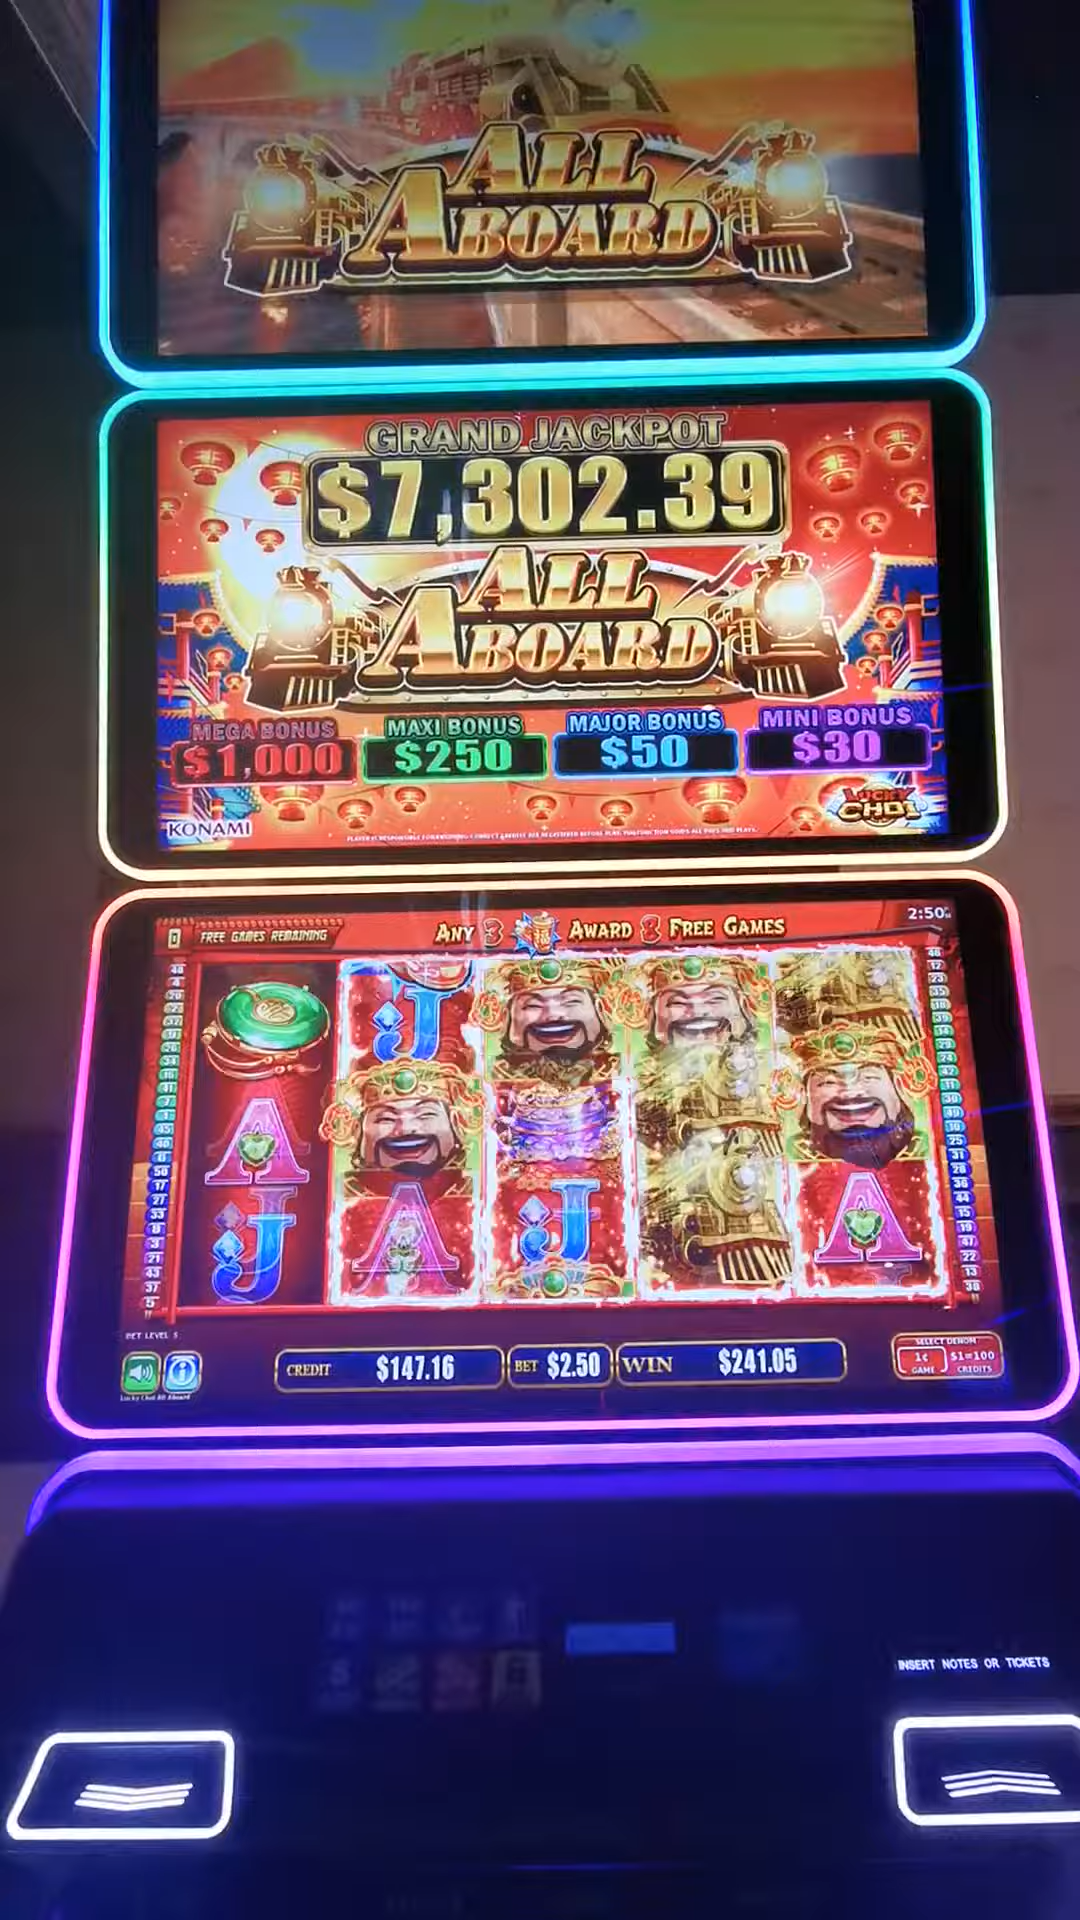 ALL
ABOARD
GRAND JACKPOT
$7,302.39
ALL
ABOARD
MEGA BONUS
$1,000
MAXI BONUS
$250
MAJOR BONUS
$50
MINI BONUS
$30
KONAMI
LUCKY
CHOI
0 FREE GAMES REMAINING
ANY 3 AWARD 8 FREE GAMES
2:50
J
A
J
A
J
A
BET LEVEL 5
CREDIT $147.16
BET $2.50
WIN $241.05
SELECT DENOM
1¢
GAME
$1=100
CREDITS
INSERT NOTES OR TICKETS